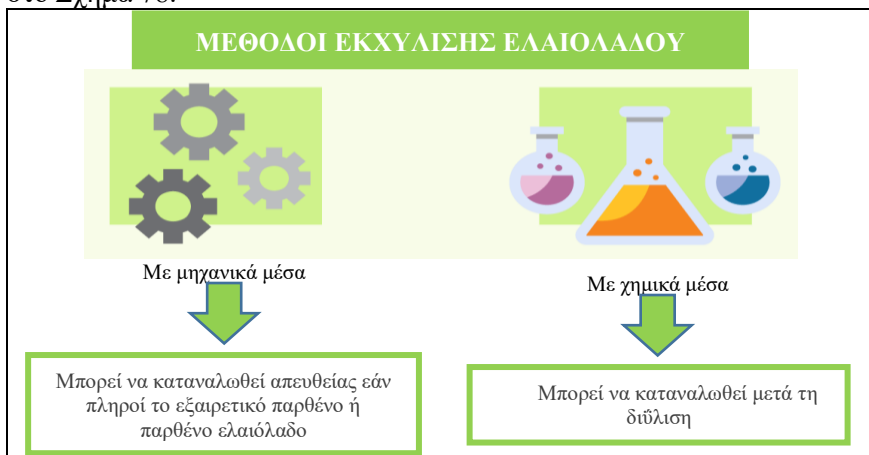 ΜΕΘΟΔΟΙ ΕΚΧΥΛΙΣΗΣ ΕΛΑΙΟΛΑΔΟΥ
Με μηχανικά μέσα
Με χημικά μέσα
Μπορεί να καταναλωθεί απευθείας εάν
πληροί το εξαιρετικό παρθένο ή
παρθένο ελαιόλαδο
Μπορεί να καταναλωθεί μετά τη
διΰλιση